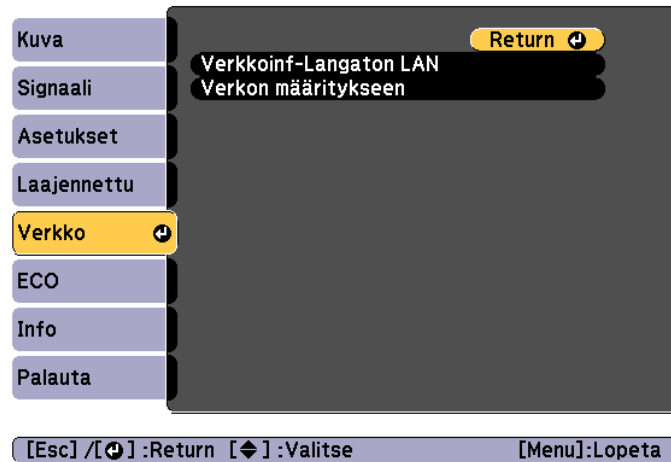 Kuva
Signaali
Asetukset
Laajennettu
Verkko
ECO
Info
Palauta
Return
Verkkoinf-Langaton LAN
Verkon määritykseen
[Esc] /[ ] :Return [ ] :Valitse [Menu]:Lopeta